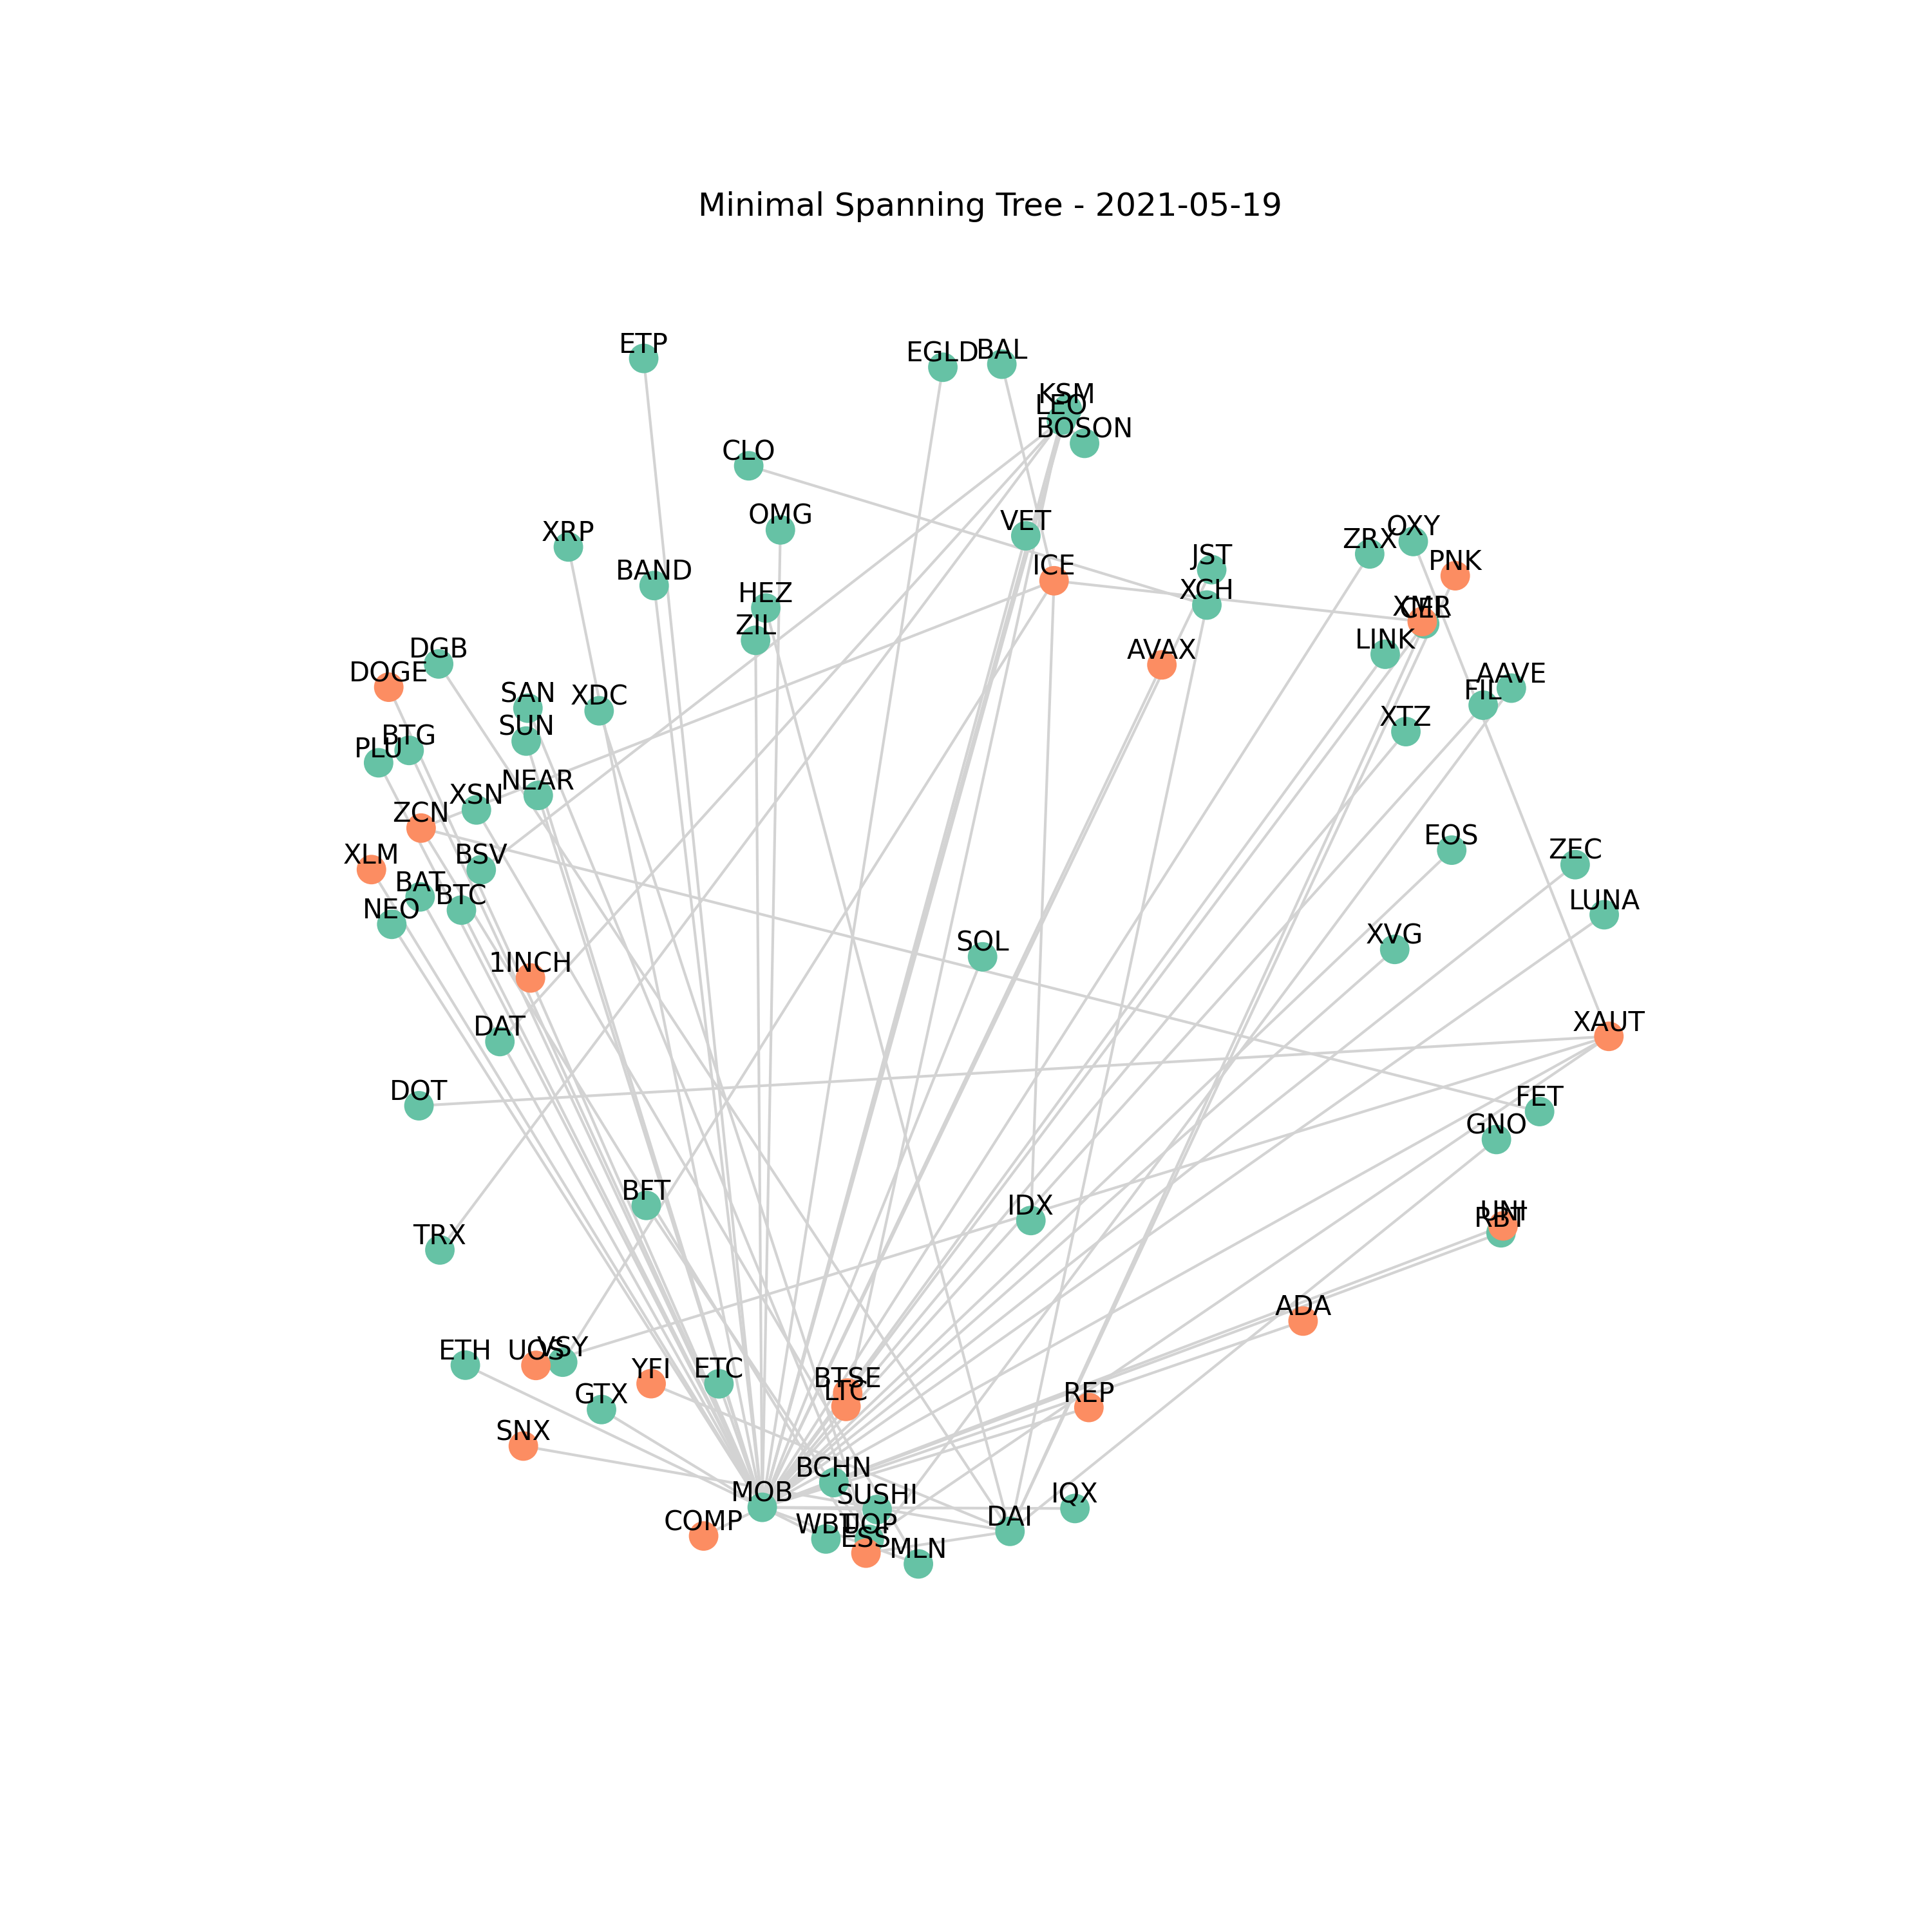 Minimal Spanning Tree - 2021-05-19
ETP
EGLD
BAL
KSM
LEO
BOSON
CLO
OMG
VET
XRP
OXY
ZRX
JST
PNK
ICE
BAND
XCH
HEZ
XMR
CEL
ZIL
LINK
DGB
AVAX
DOGE
AAVE
FIL
SAN
XDC
XTZ
SUN
BTG
PLU
NEAR
XSN
ZCN
EOS
ZEC
XLM
BSV
BAT
BTC
LUNA
NEO
XVG
SOL
1INCH
XAUT
DAT
DOT
FET
GNO
BFT
IDX
UNI
RBT
TRX
ADA
ETH
UOS
VSY
YFI
ETC
BTSE
LTC
REP
GTX
SNX
BCHN
MOB
SUSHI
IQX
COMP
WBT
UOP
DAI
ESS
MLN